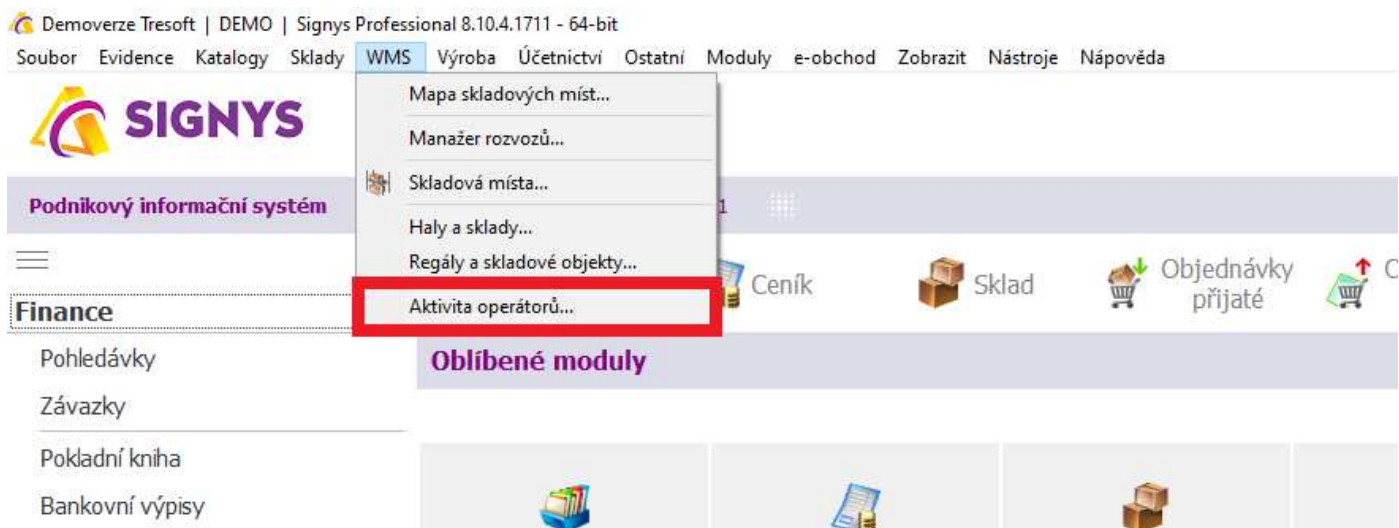 Demoverze Tresoft | DEMO | Signys Professional 8.10.4.1711 - 64-bit
Soubor Evidence Katalogy Sklady WMS Výroba Účetnictví Ostatní Moduly e-obchod Zobrazit Nástroje Nápověda
SIGNYS
Mapa skladových míst...
Manažer rozvozů...
Skladová místa...
Haly a sklady...
Regály a skladové objekty...
Aktivita operátorů...
Podnikový informační systém
1
Ceník
Sklad
Objednávky
přijaté
Finance
Pohledávky
Závazky
Pokladní kniha
Bankovní výpisy
Oblíbené moduly